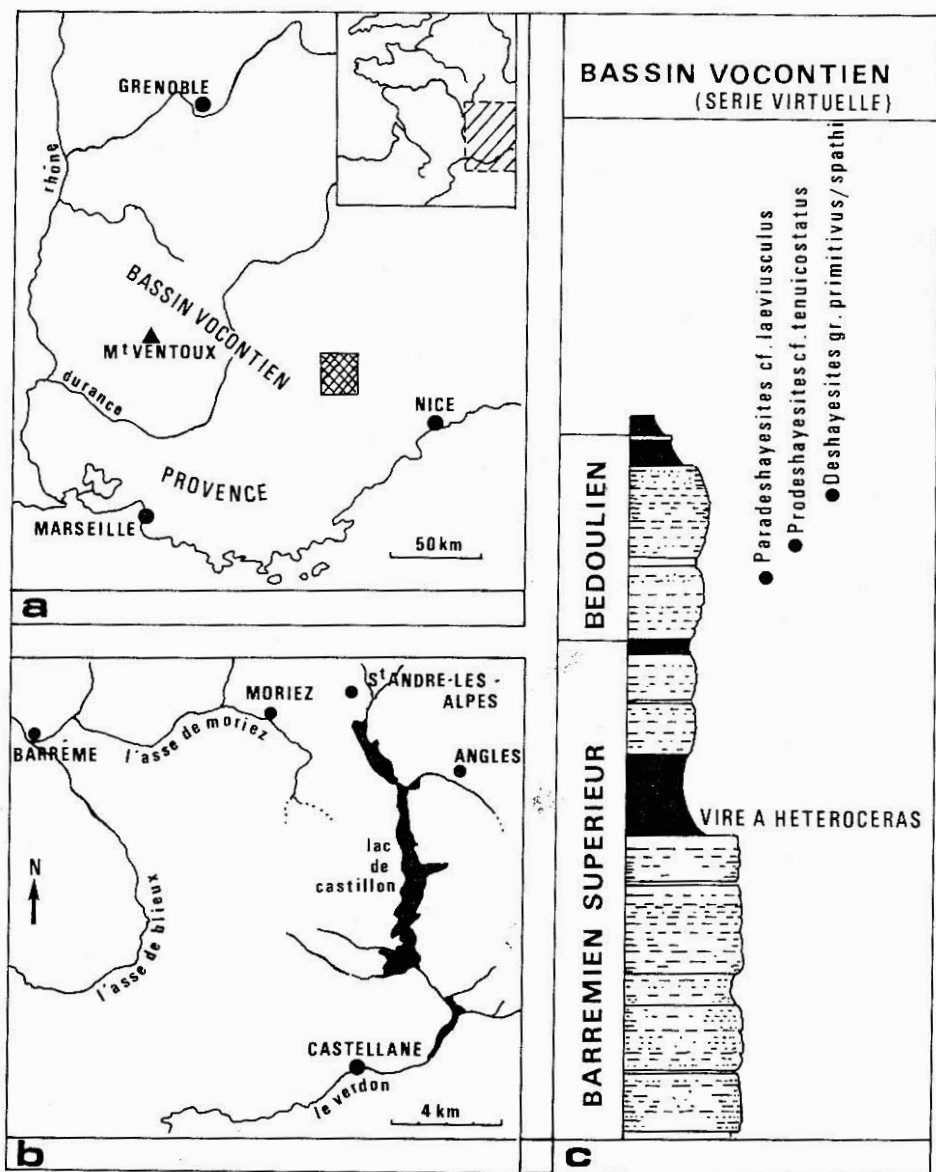 GRENOBLE
rhône
BASSIN VOCONTIEN
Mt VENTOUX
durance
NICE
PROVENCE
MARSEILLE
50 km
a
St ANDRE-LES-
ALPES
MORIEZ
BARRÊME
l'asse de moriez
ANGLES
lac
de
castillon
N
l'asse de blieux
CASTELLANE
le verdon
4 km
b
BASSIN VOCONTIEN
(SERIE VIRTUELLE)
Paradeshayesites cf. laeviusculus
Prodeshayesites cf. tenuicostatus
Deshayesites gr. primitivus/spathi
BEDOULIEN
BARREMIEN SUPERIEUR
VIRE A HETEROCERAS
c